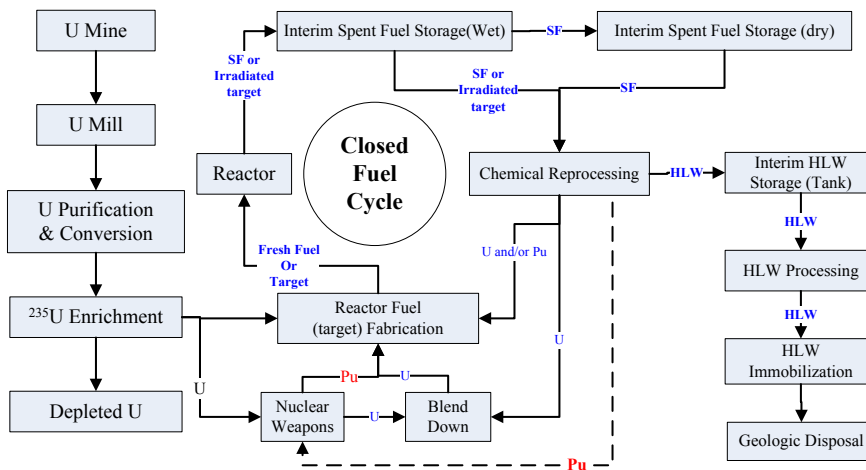 U Mine
U Mill
U Purification
& Conversion
²³⁵U Enrichment
Depleted U
U
SF or
Irradiated
target
Reactor
Fresh Fuel
Or
Target
Interim Spent Fuel Storage(Wet)
SF
Interim Spent Fuel Storage (dry)
SF or
Irradiated
target
SF
Closed
Fuel
Cycle
Chemical Reprocessing
HLW
Interim HLW
Storage (Tank)
HLW
HLW Processing
HLW
HLW
Immobilization
Geologic Disposal
U and/or Pu
Reactor Fuel
(target) Fabrication
U
Pu
U
Nuclear
Weapons
U
Blend
Down
Pu